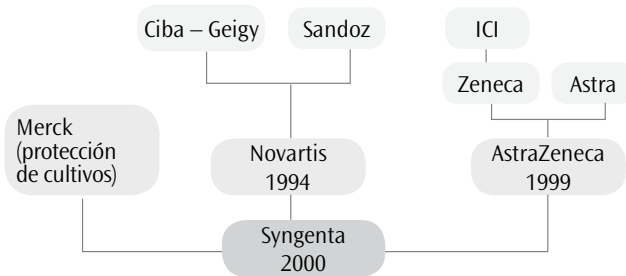 Ciba – Geigy
Sandoz
ICI
Zeneca
Astra
Merck
(protección
de cultivos)
Novartis
1994
AstraZeneca
1999
Syngenta
2000